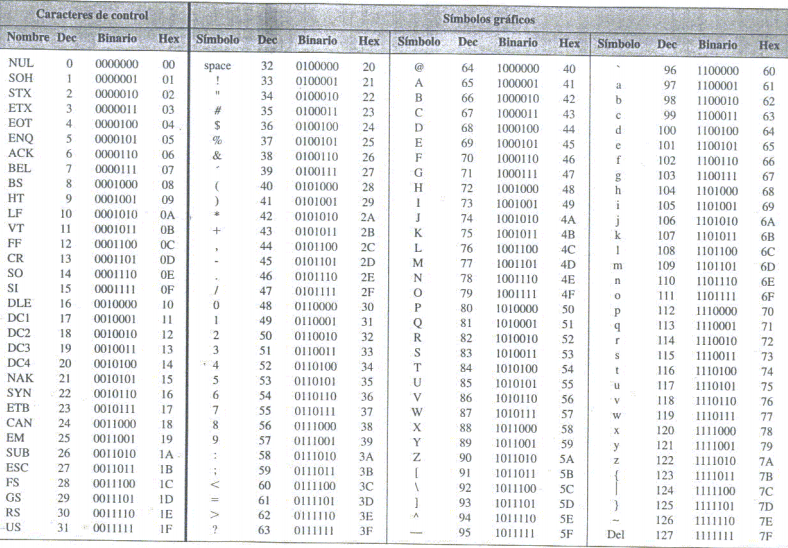 Caracteres de control Símbolos gráficos
Nombre Dec Binario Hex Símbolo Dec Binario Hex Símbolo Dec Binario Hex Símbolo Dec Binario Hex
NUL 0 0000000 00 space 32 0100000 20 @ 64 1000000 40 ` 96 1100000 60
SOH 1 0000001 01 ! 33 0100001 21 A 65 1000001 41 a 97 1100001 61
STX 2 0000010 02 " 34 0100010 22 B 66 1000010 42 b 98 1100010 62
ETX 3 0000011 03 # 35 0100011 23 C 67 1000011 43 c 99 1100011 63
EOT 4 0000100 04 $ 36 0100100 24 D 68 1000100 44 d 100 1100100 64
ENQ 5 0000101 05 % 37 0100101 25 E 69 1000101 45 e 101 1100101 65
ACK 6 0000110 06 & 38 0100110 26 F 70 1000110 46 f 102 1100110 66
BEL 7 0000111 07 ´ 39 0100111 27 G 71 1000111 47 g 103 1100111 67
BS 8 0001000 08 ( 40 0101000 28 H 72 1001000 48 h 104 1101000 68
HT 9 0001001 09 ) 41 0101001 29 I 73 1001001 49 i 105 1101001 69
LF 10 0001010 0A * 42 0101010 2A J 74 1001010 4A j 106 1101010 6A
VT 11 0001011 0B + 43 0101011 2B K 75 1001011 4B k 107 1101011 6B
FF 12 0001100 0C , 44 0101100 2C L 76 1001100 4C l 108 1101100 6C
CR 13 0001101 0D - 45 0101101 2D M 77 1001101 4D m 109 1101101 6D
SO 14 0001110 0E . 46 0101110 2E N 78 1001110 4E n 110 1101110 6E
SI 15 0001111 0F / 47 0101111 2F O 79 1001111 4F o 111 1101111 6F
DLE 16 0010000 10 0 48 0110000 30 P 80 1010000 50 p 112 1110000 70
DC1 17 0010001 11 1 49 0110001 31 Q 81 1010001 51 q 113 1110001 71
DC2 18 0010010 12 2 50 0110010 32 R 82 1010010 52 r 114 1110010 72
DC3 19 0010011 13 3 51 0110011 33 S 83 1010011 53 s 115 1110011 73
DC4 20 0010100 14 4 52 0110100 34 T 84 1010100 54 t 116 1110100 74
NAK 21 0010101 15 5 53 0110101 35 U 85 1010101 55 u 117 1110101 75
SYN 22 0010110 16 6 54 0110110 36 V 86 1010110 56 v 118 1110110 76
ETB 23 0010111 17 7 55 0110111 37 W 87 1010111 57 w 119 1110111 77
CAN 24 0011000 18 8 56 0111000 38 X 88 1011000 58 x 120 1111000 78
EM 25 0011001 19 9 57 0111001 39 Y 89 1011001 59 y 121 1111001 79
SUB 26 0011010 1A : 58 0111010 3A Z 90 1011010 5A z 122 1111010 7A
ESC 27 0011011 1B ; 59 0111011 3B [ 91 1011011 5B { 123 1111011 7B
FS 28 0011100 1C < 60 0111100 3C \ 92 1011100 5C | 124 1111100 7C
GS 29 0011101 1D = 61 0111101 3D ] 93 1011101 5D } 125 1111101 7D
RS 30 0011110 1E > 62 0111110 3E ^ 94 1011110 5E ~ 126 1111110 7E
US 31 0011111 1F ? 63 0111111 3F — 95 1011111 5F Del 127 1111111 7F